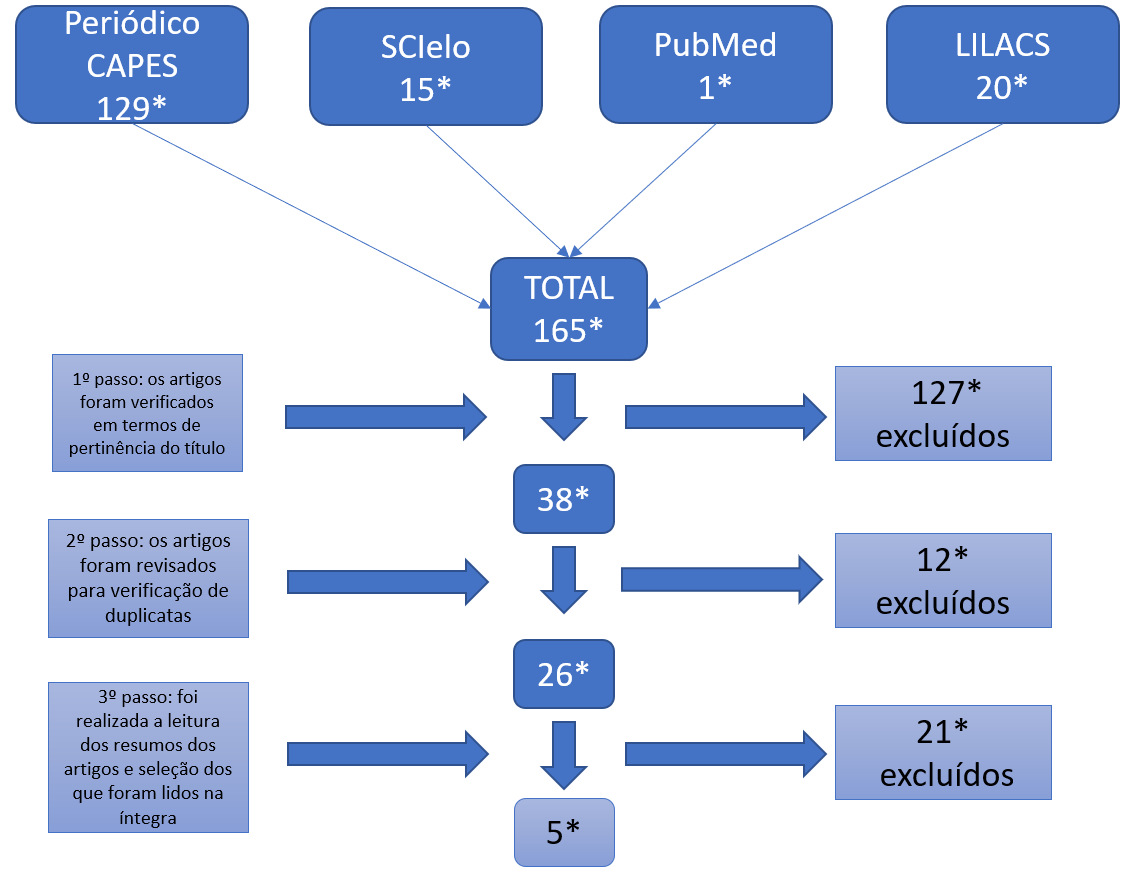 Periódico
CAPES
129*
SCIelo
15*
PubMed
1*
LILACS
20*
TOTAL
165*
1º passo: os artigos
foram verificados
em termos de
pertinência do título
127*
excluídos
38*
2º passo: os artigos
foram revisados
para verificação de
duplicatas
12*
excluídos
26*
3º passo: foi
realizada a leitura
dos resumos dos
artigos e seleção dos
que foram lidos na
íntegra
21*
excluídos
5*